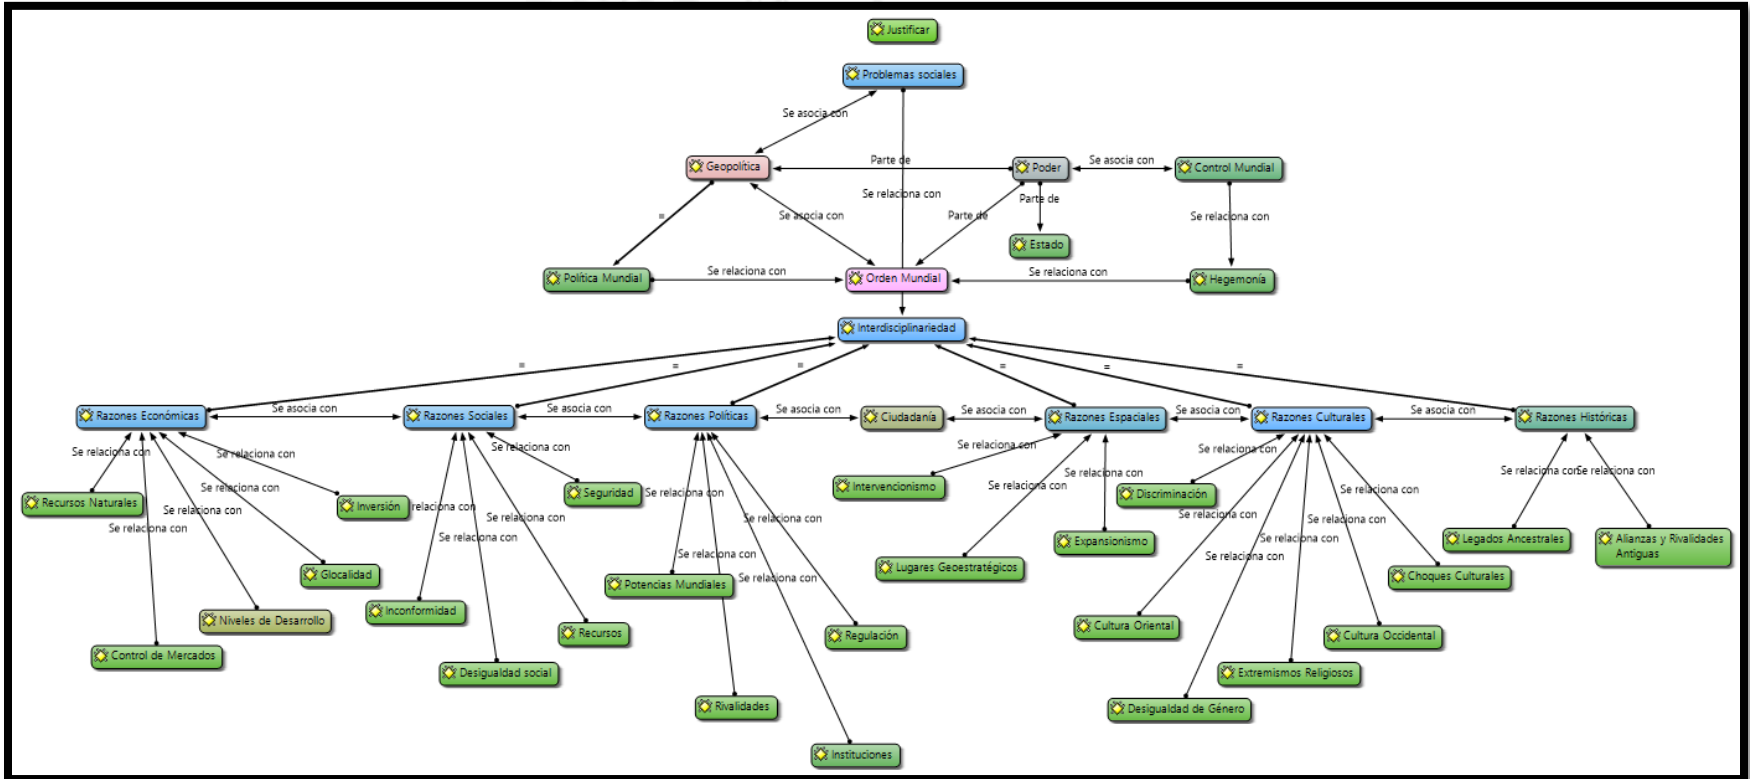 Justificar
Problemas sociales
Se asocia con
Geopolítica
Parte de
Poder
Se asocia con
Control Mundial
Se relaciona con
Parte de
=
Se asocia con
Parte de
Se relaciona con
Estado
Política Mundial
Se relaciona con
Orden Mundial
Se relaciona con
Hegemonía
Interdisciplinariedad
=
=
=
=
=
=
Razones Económicas
Se asocia con
Razones Sociales
Se asocia con
Razones Políticas
Se asocia con
Ciudadanía
Se asocia con
Razones Espaciales
Se asocia con
Razones Culturales
Se asocia con
Razones Históricas
Se relaciona con
Se relaciona con
Se relaciona con
Se relaciona con
Se relaciona con
Se relaciona con
Se relaciona con
Se relaciona con
Se relaciona con
Recursos Naturales
Se relaciona con
Inversión
Seguridad
Se relaciona con
Intervencionismo
Se relaciona con
Discriminación
Se relaciona con
Se relaciona con
relaciona con
Se relaciona con
Se relaciona con
Se relaciona con
Se relaciona con
Se relaciona con
Se relaciona con
Se relaciona con
Expansionismo
Se relaciona con
Legados Ancestrales
Alianzas y Rivalidades
Antiguas
Se relaciona con
Se relaciona con
Lugares Geoestratégicos
Glocalidad
Se relaciona con
Choques Culturales
Potencias Mundiales
Inconformidad
Niveles de Desarrollo
Recursos
Regulación
Cultura Oriental
Cultura Occidental
Control de Mercados
Desigualdad social
Extremismos Religiosos
Rivalidades
Desigualdad de Género
Instituciones